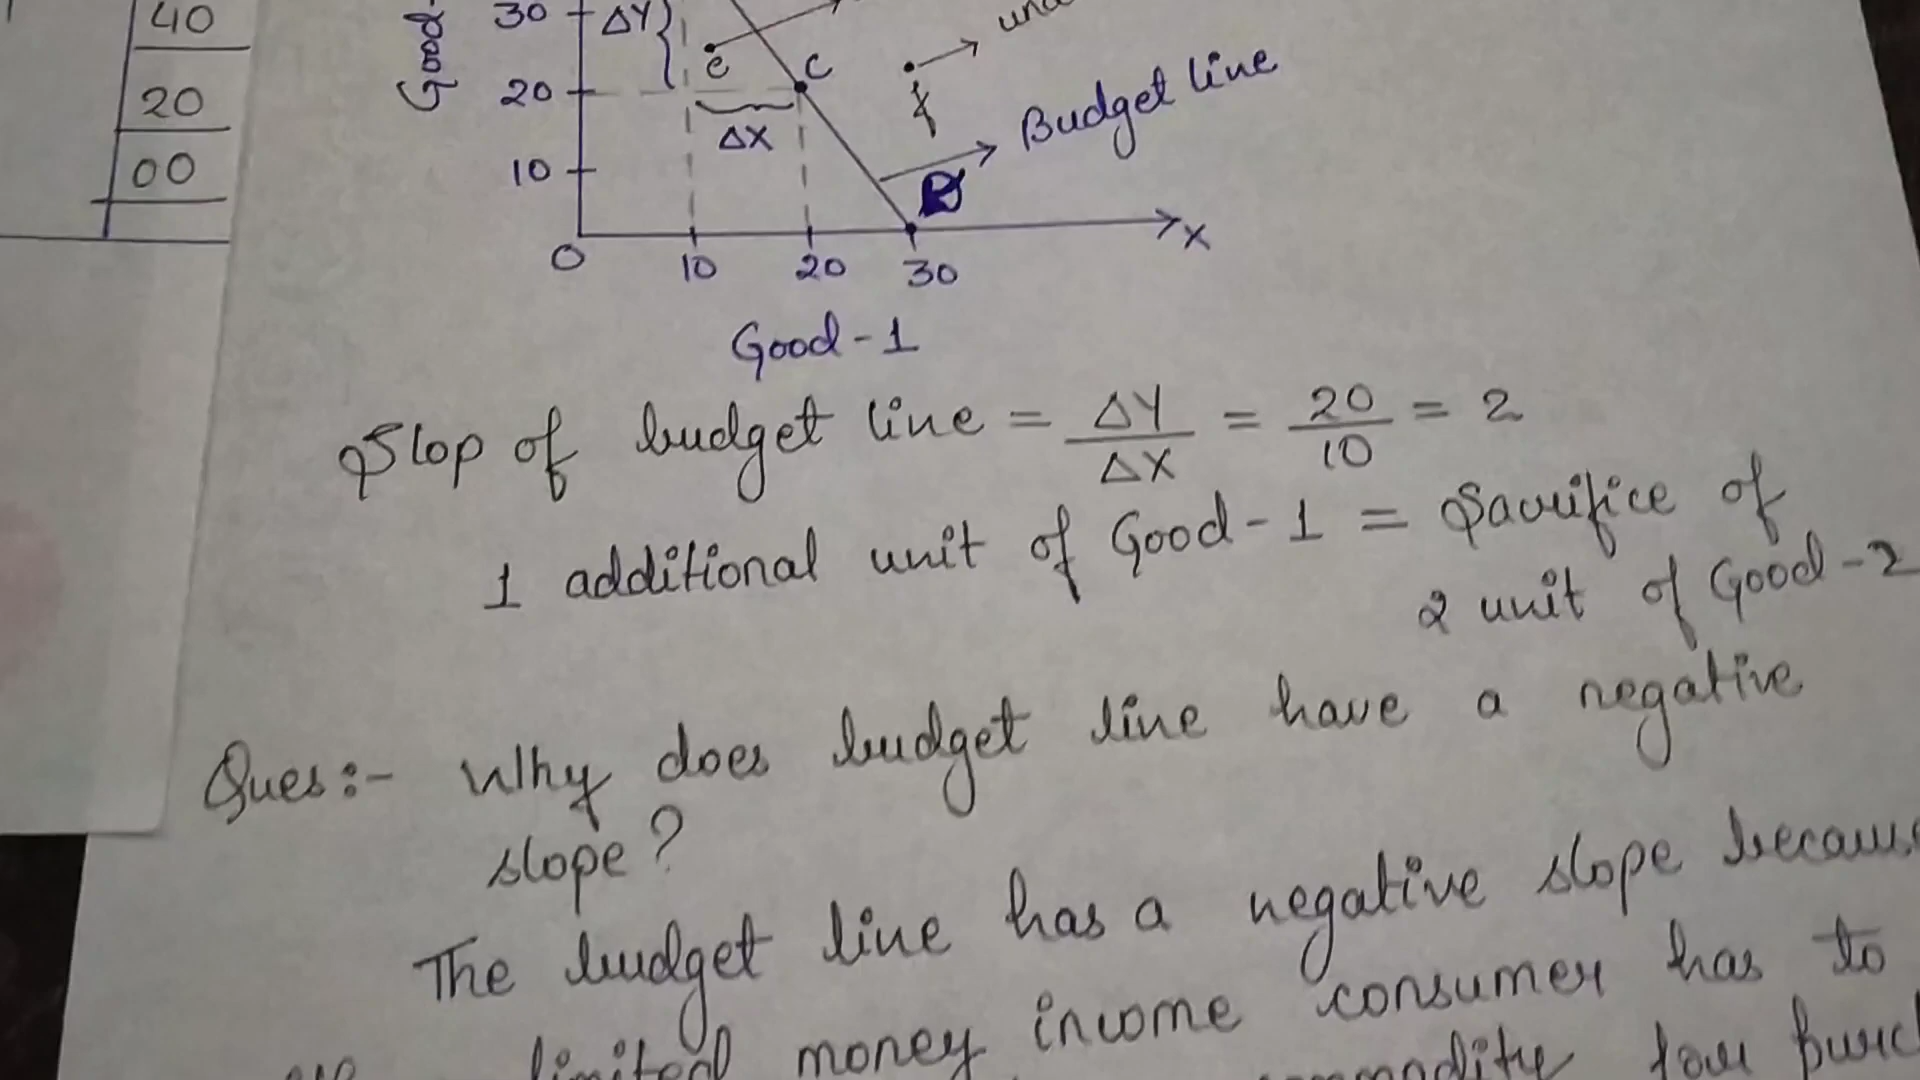 40
20
00
Good
30
ΔY
e
C
20
f
Budget line
ΔX
10
O
10
20
30
X
Good-1
Slop of budget line = ΔY/ΔX = 20/10 = 2
1 additional unit of Good-1 = Sacrifice of
2 unit of Good-2
Ques:- Why does budget line have a negative
slope?
The budget line has a negative slope
limited money income consumer has to
commodity